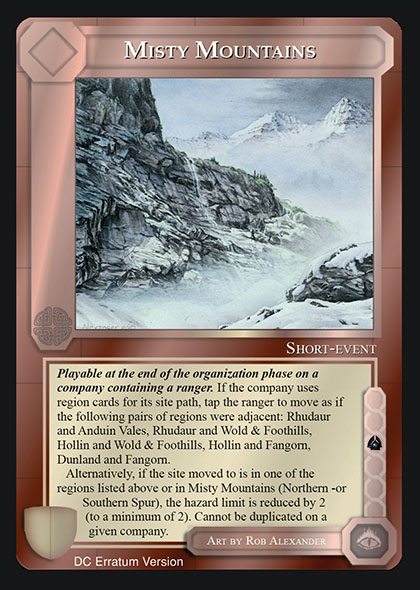 Misty Mountains
Short-event
Playable at the end of the organization phase on a
company containing a ranger. If the company uses
region cards for its site path, tap the ranger to move as if
the following pairs of regions were adjacent: Rhudaur
and Anduin Vales, Rhudaur and Wold & Foothills,
Hollin and Wold & Foothills, Hollin and Fangorn,
Dunland and Fangorn.
Alternatively, if the site moved to is in one of the
regions listed above or in Misty Mountains (Northern -or
Southern Spur), the hazard limit is reduced by 2
(to a minimum of 2). Cannot be duplicated on a
given company.
Art by Rob Alexander
DC Erratum Version